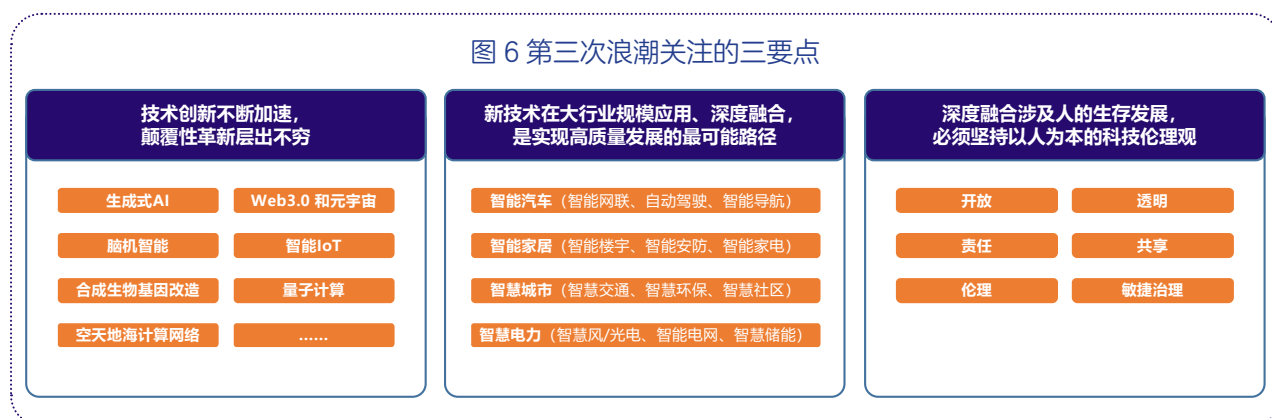 图 6 第三次浪潮关注的三要点
技术创新不断加速，
颠覆性革新层出不穷
生成式AI
Web3.0 和元宇宙
脑机智能
智能IoT
合成生物基因改造
量子计算
空天地海计算网络
……
新技术在大行业规模应用、深度融合，
是实现高质量发展的最可能路径
智能汽车（智能网联、自动驾驶、智能导航）
智能家居（智能楼宇、智能安防、智能家电）
智慧城市（智慧交通、智慧环保、智慧社区）
智慧电力（智慧风/光电、智能电网、智慧储能）
深度融合涉及人的生存发展，
必须坚持以人为本的科技伦理观
开放
透明
责任
共享
伦理
敏捷治理